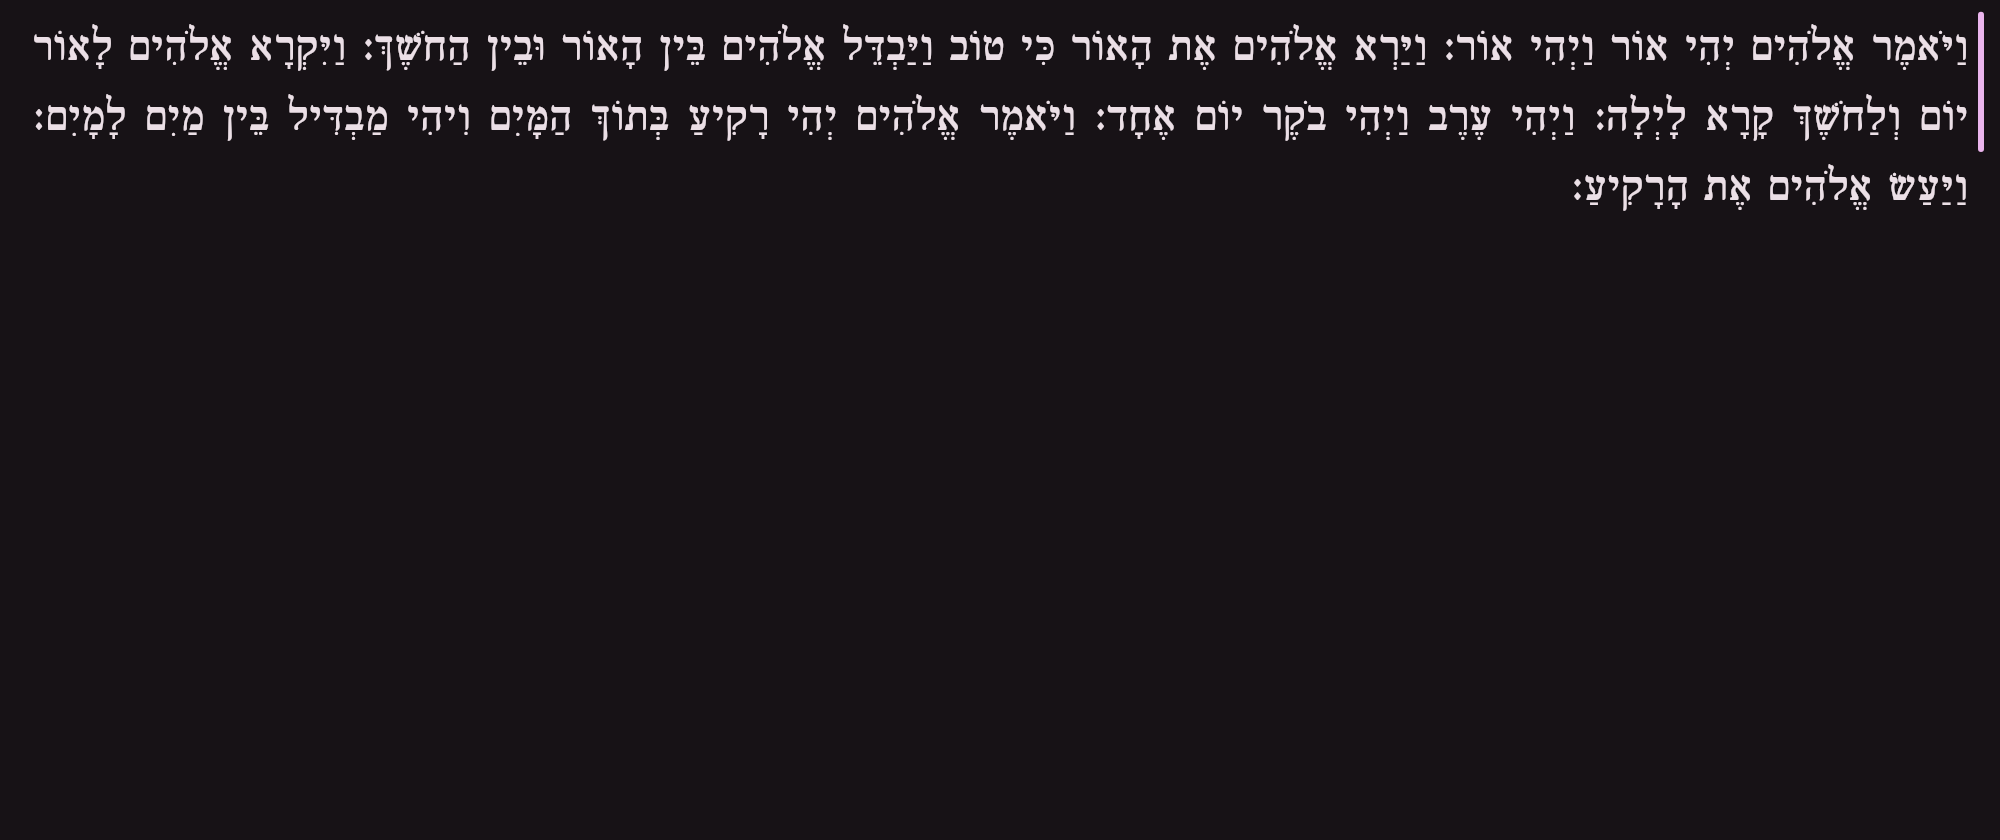 וַיֹּאמֶר אֱלֹהִים יְהִי אוֹר וַיְהִי אוֹר: וַיַּרְא אֱלֹהִים אֶת הָאוֹר כִּי טוֹב וַיַּבְדֵּל אֱלֹהִים בֵּין הָאוֹר וּבֵין הַחֹשֶׁךְ: וַיִּקְרָא אֱלֹהִים לָאוֹר
יוֹם וְלַחֹשֶׁךְ קָרָא לָיְלָה: וַיְהִי עֶרֶב וַיְהִי בֹקֶר יוֹם אֶחָד: וַיֹּאמֶר אֱלֹהִים יְהִי רָקִיעַ בְּתוֹךְ הַמָּיִם וִיהִי מַבְדִּיל בֵּין מַיִם לָמָיִם:
וַיַּעַשׂ אֱלֹהִים אֶת הָרָקִיעַ: